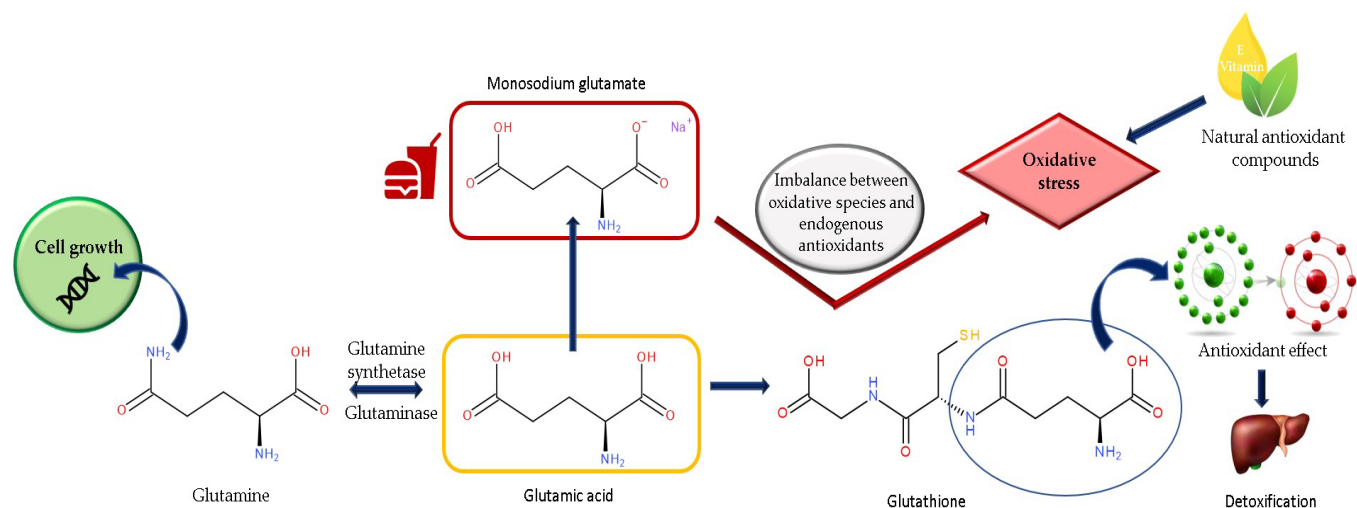 E
Vitamin
Natural antioxidant
compounds
Monosodium glutamate
OH
O⁻
Na⁺
O
O
NH₂
Imbalance between
oxidative species and
endogenous
antioxidants
Oxidative
stress
Cell growth
NH₂
OH
O
O
NH₂
Glutamine
Glutamine
synthetase
Glutaminase
OH
OH
O
O
NH₂
Glutamic acid
SH
OH
H
N
O
O
O
N
H
OH
O
NH₂
Glutathione
Antioxidant effect
Detoxification